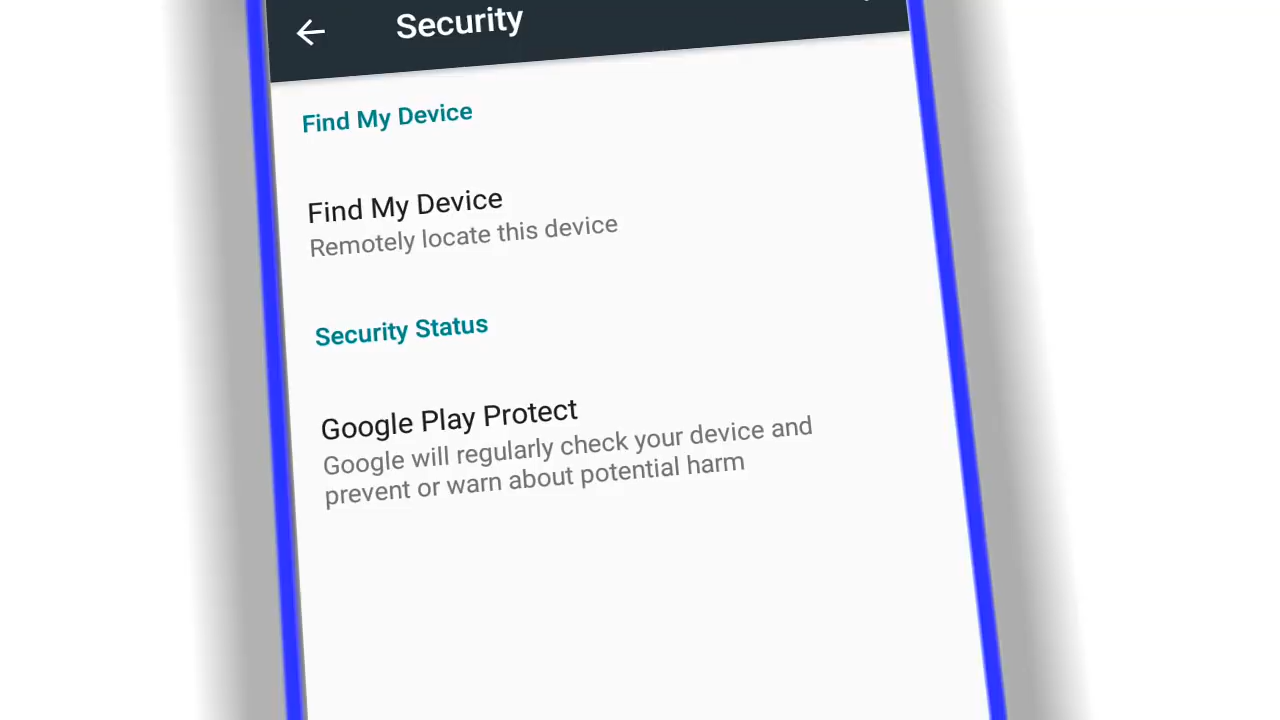 Security
Find My Device
Find My Device
Remotely locate this device
Security Status
Google Play Protect
Google will regularly check your device and
prevent or warn about potential harm